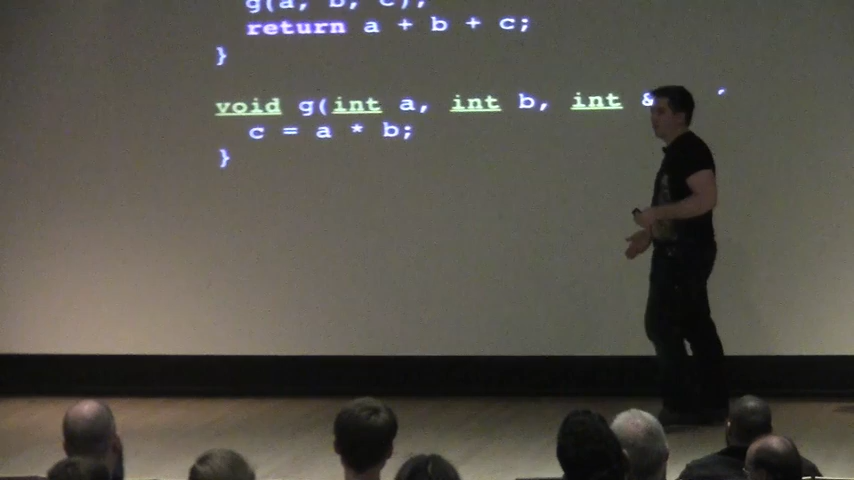 g(a, b, c);
return a + b + c;
}
void g(int a, int b, int &
c = a * b;
}